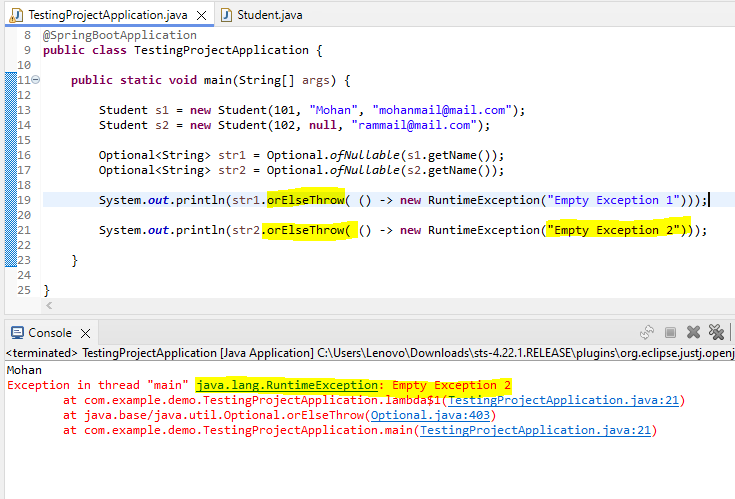 TestingProjectApplication.java Student.java
8 @SpringBootApplication
9 public class TestingProjectApplication {
10
11 public static void main(String[] args) {
12
13 Student s1 = new Student(101, "Mohan", "mohanmail@mail.com");
14 Student s2 = new Student(102, null, "rammail@mail.com");
15
16 Optional<String> str1 = Optional.ofNullable(s1.getName());
17 Optional<String> str2 = Optional.ofNullable(s2.getName());
18
19 System.out.println(str1.orElseThrow( () -> new RuntimeException("Empty Exception 1")));
20
21 System.out.println(str2.orElseThrow( () -> new RuntimeException("Empty Exception 2")));
22
23 }
24
25 }
Console
<terminated> TestingProjectApplication [Java Application] C:\Users\Lenovo\Downloads\sts-4.22.1.RELEASE\plugins\org.eclipse.justj.openj
Mohan
Exception in thread "main" java.lang.RuntimeException: Empty Exception 2
at com.example.demo.TestingProjectApplication.lambda$1(TestingProjectApplication.java:21)
at java.base/java.util.Optional.orElseThrow(Optional.java:403)
at com.example.demo.TestingProjectApplication.main(TestingProjectApplication.java:21)